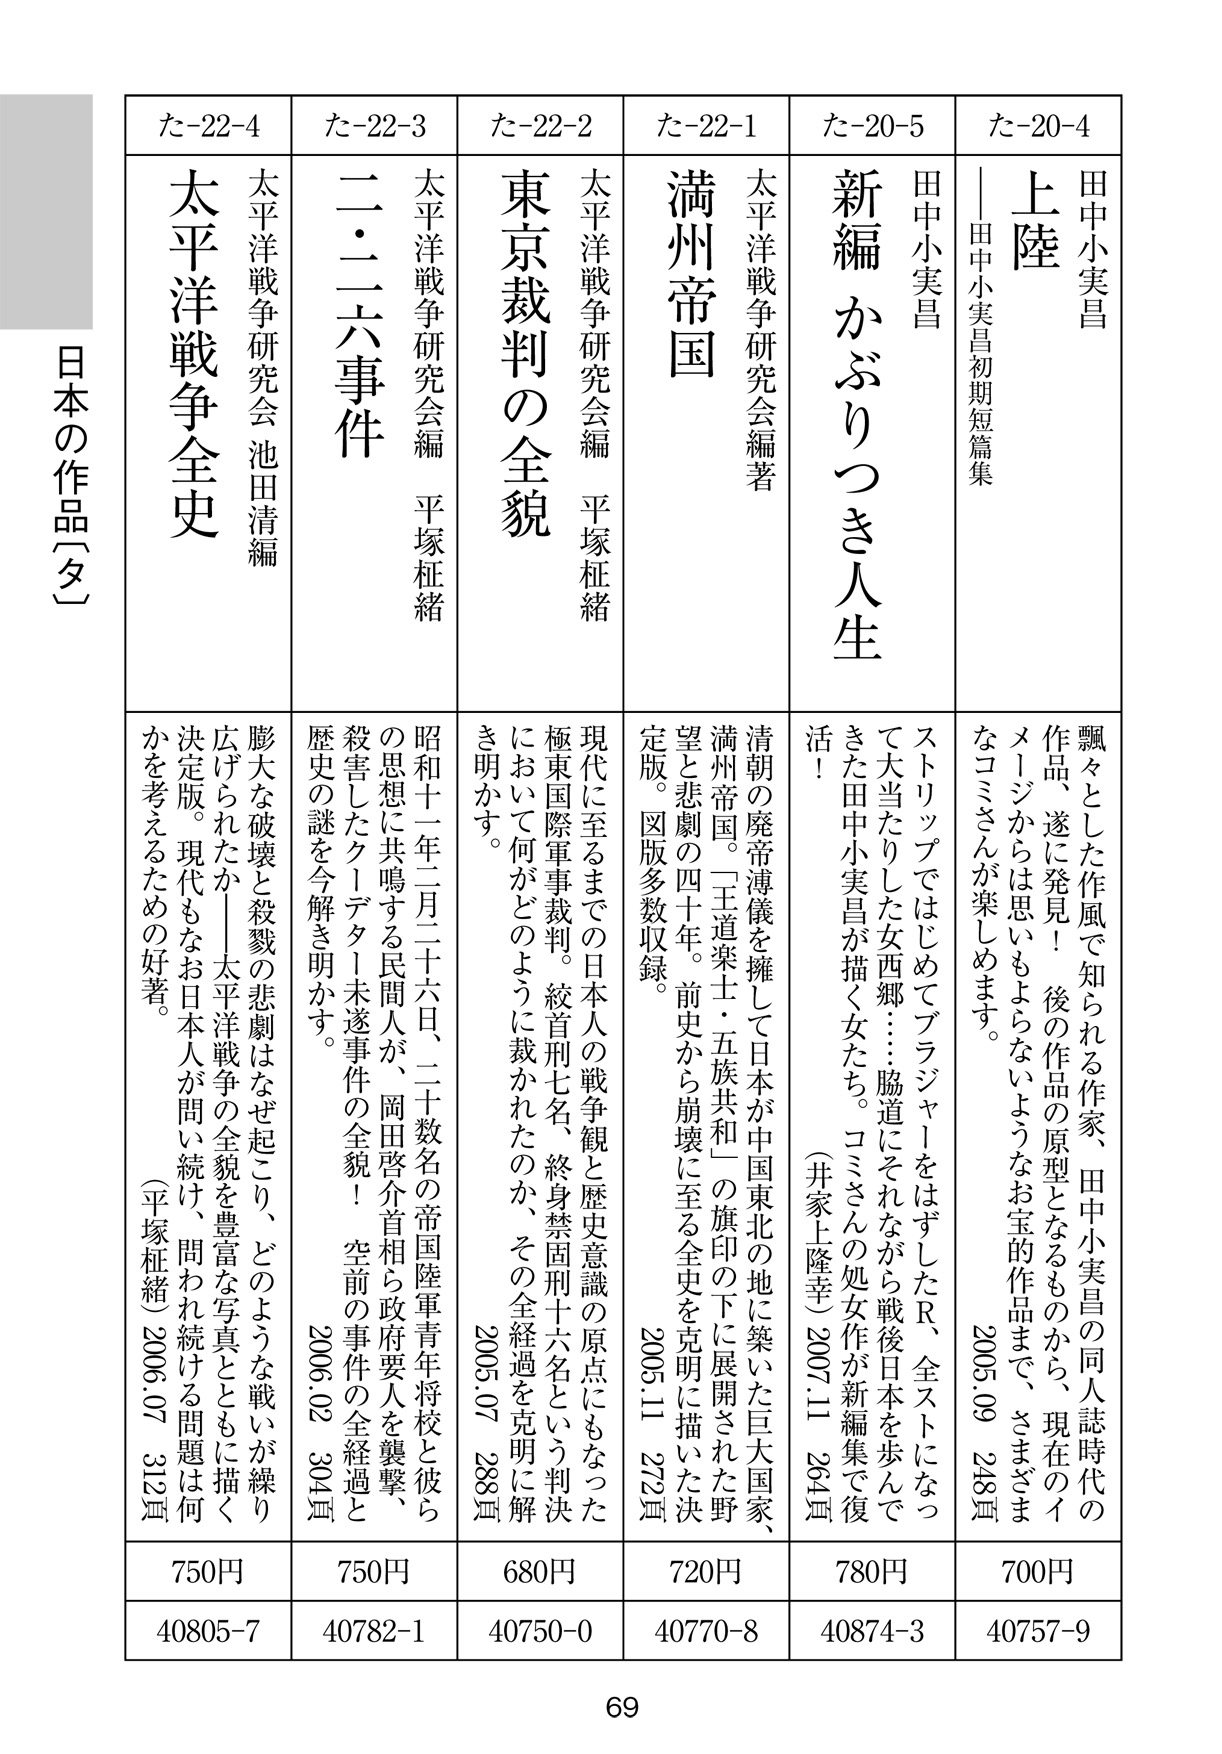 た-20-4
田中小実昌
上陸
――田中小実昌初期短篇集
飄々とした作風で知られる作家、田中小実昌の同人誌時代の
作品、遂に発見！　後の作品の原型となるものから、現在のイ
メージからは思いもよらないようなお宝的作品まで、さまざま
なコミさんが楽しめます。
2005.09　248頁
700円
40757-9
た-20-5
田中小実昌
新編 かぶりつき人生
ストリップではじめてブラジャーをはずしたR、全ストになっ
て大当たりした女西郷……脇道にそれながら戦後日本を歩んで
きた田中小実昌が描く女たち。コミさんの処女作が新編集で復
活！
（井家上隆幸）2007.11　264頁
780円
40874-3
た-22-1
太平洋戦争研究会編著
満州帝国
清朝の廃帝溥儀を擁して日本が中国東北の地に築いた巨大国家、
満州帝国。「王道楽土・五族共和」の旗印の下に展開された野
望と悲劇の四十年。前史から崩壊に至る全史を克明に描いた決
定版。図版多数収録。
2005.11　272頁
720円
40770-8
た-22-2
太平洋戦争研究会編　平塚柾緒
東京裁判の全貌
現代に至るまでの日本人の戦争観と歴史意識の原点にもなった
極東国際軍事裁判。絞首刑七名、終身禁固刑十六名という判決
において何がどのように裁かれたのか、その全経過を克明に解
き明かす。
2005.07　288頁
680円
40750-0
た-22-3
太平洋戦争研究会編　平塚柾緒
二・二六事件
昭和十一年二月二十六日、二十数名の帝国陸軍青年将校と彼ら
の思想に共鳴する民間人が、岡田啓介首相ら政府要人を襲撃、
殺害したクーデター未遂事件の全貌！　空前の事件の全経過と
歴史の謎を今解き明かす。
2006.02　304頁
750円
40782-1
た-22-4
太平洋戦争研究会 池田清編
太平洋戦争全史
膨大な破壊と殺戮の悲劇はなぜ起こり、どのような戦いが繰り
広げられたか――太平洋戦争の全貌を豊富な写真とともに描く
決定版。現代もなお日本人が問い続け、問われ続ける問題は何
かを考えるための好著。
（平塚柾緒）2006.07　312頁
750円
40805-7
日本の作品〔タ〕
69